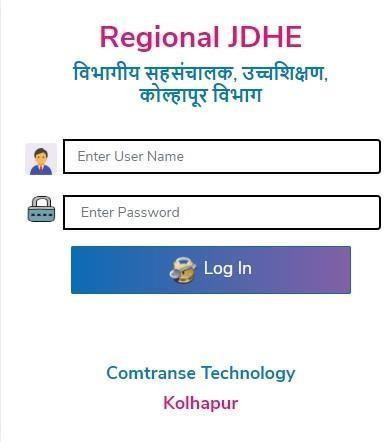 Regional JDHE
विभागीय सहसंचालक, उच्चशिक्षण,
कोल्हापूर विभाग
Enter User Name
Enter Password
Log In
Comtranse Technology
Kolhapur